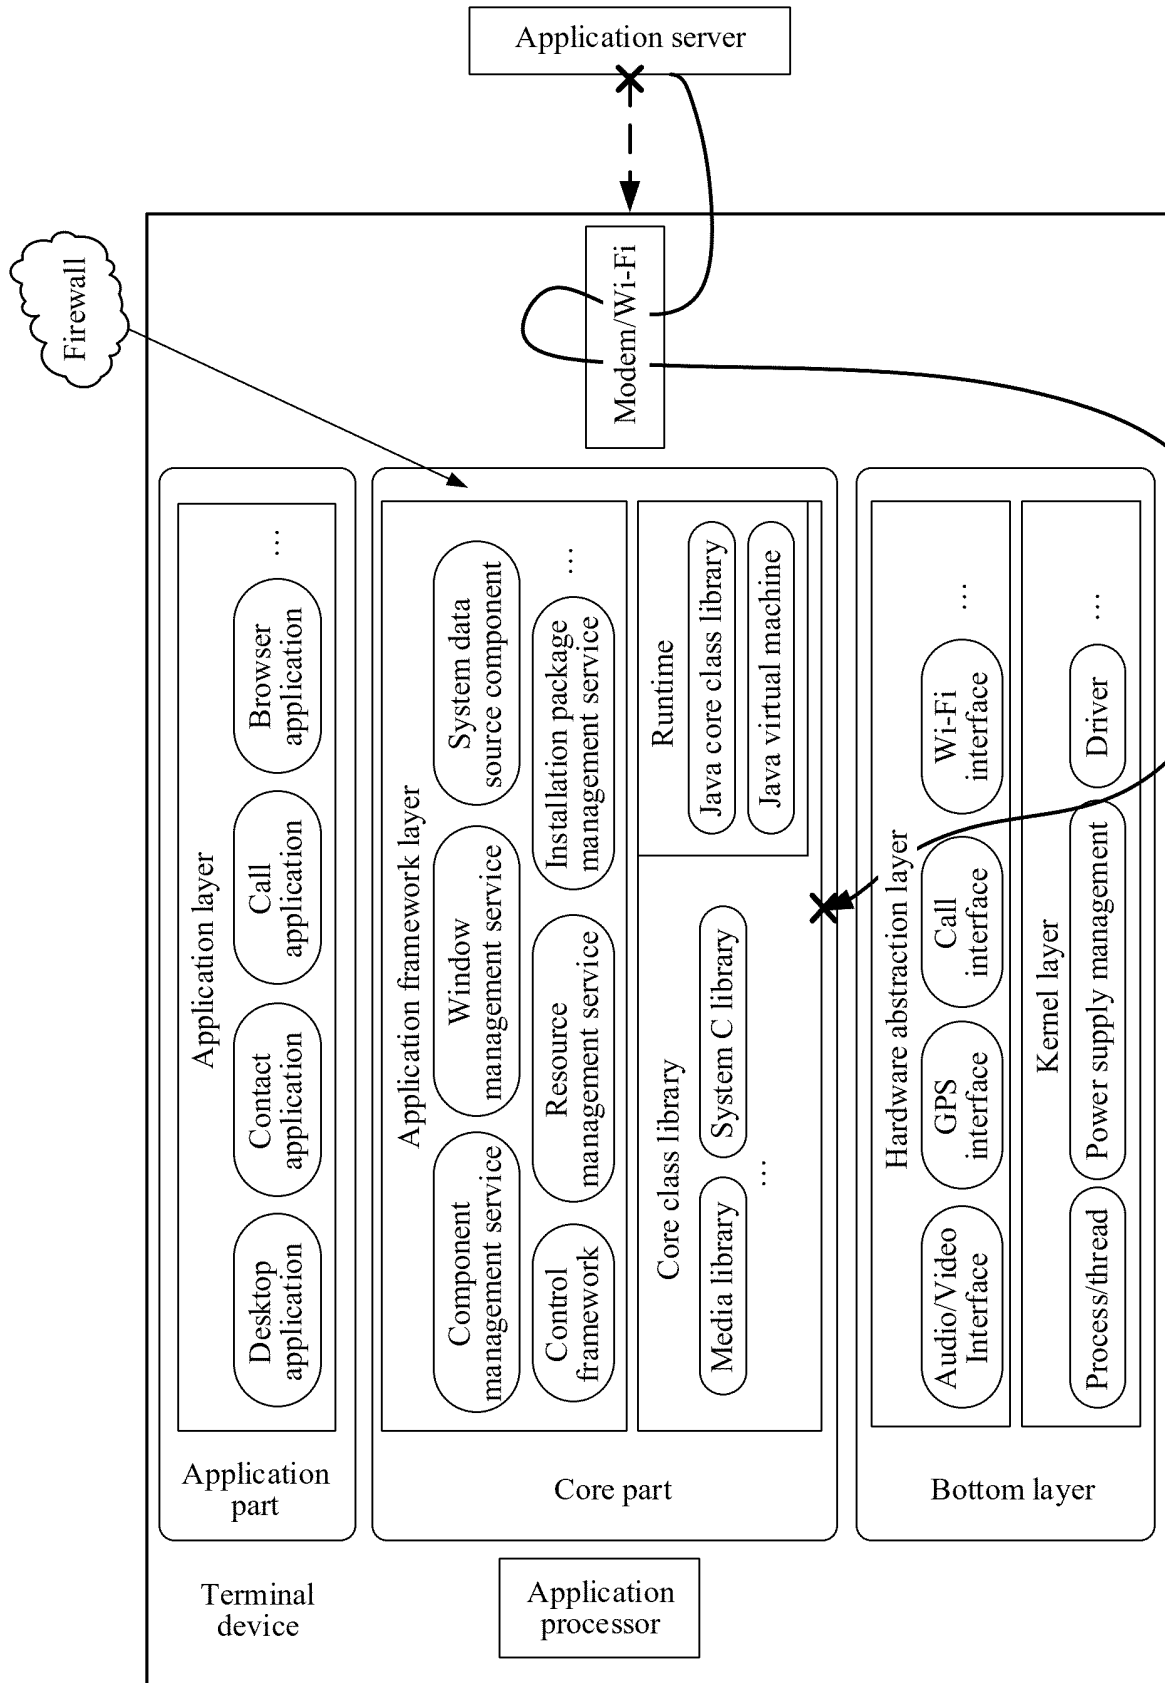 Application server
Firewall
Modem/Wi-Fi
Application layer
Desktop
application
Contact
application
Call
application
Browser
application
...
Application
part
Application framework layer
Component
management service
Window
management service
System data
source component
Control
framework
Resource
management service
Installation package
management service
...
Core class library
Media library
System C library
...
Runtime
Java core class library
Java virtual machine
Core part
Hardware abstraction layer
Audio/Video
Interface
GPS
interface
Call
interface
Wi-Fi
interface
...
Kernel layer
Process/thread
Power supply management
Driver
...
Bottom layer
Terminal
device
Application
processor